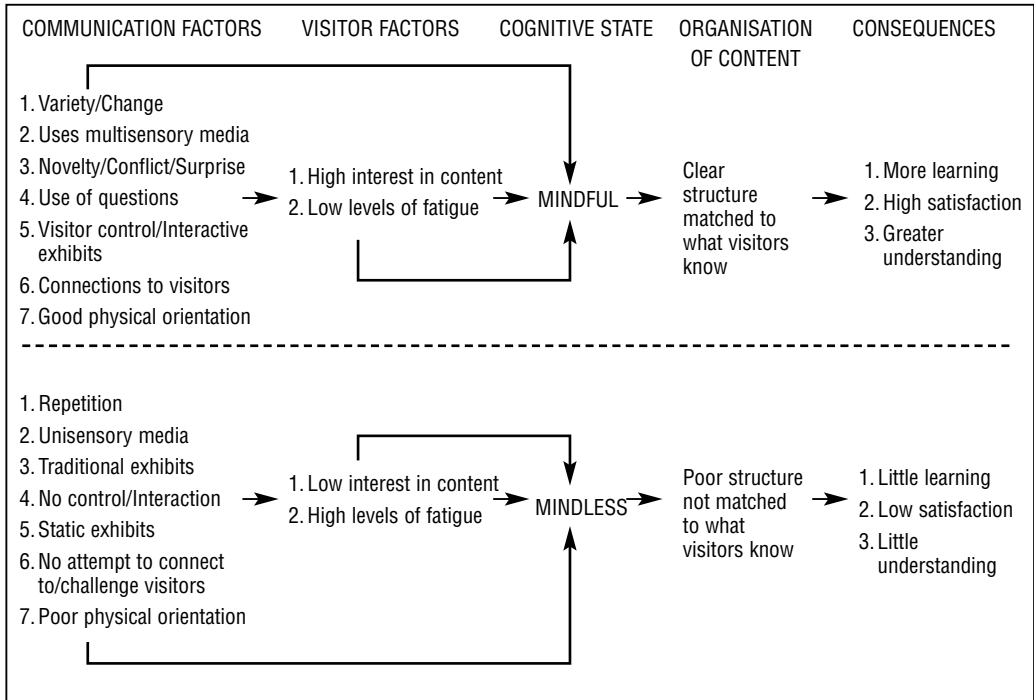 COMMUNICATION FACTORS
VISITOR FACTORS
COGNITIVE STATE
ORGANISATION
OF CONTENT
CONSEQUENCES
1. Variety/Change
2. Uses multisensory media
3. Novelty/Conflict/Surprise
4. Use of questions
5. Visitor control/Interactive
exhibits
6. Connections to visitors
7. Good physical orientation
1. High interest in content
2. Low levels of fatigue
MINDFUL
Clear
structure
matched to
what visitors
know
1. More learning
2. High satisfaction
3. Greater
understanding
1. Repetition
2. Unisensory media
3. Traditional exhibits
4. No control/Interaction
5. Static exhibits
6. No attempt to connect
to/challenge visitors
7. Poor physical orientation
1. Low interest in content
2. High levels of fatigue
MINDLESS
Poor structure
not matched
to what
visitors know
1. Little learning
2. Low satisfaction
3. Little
understanding